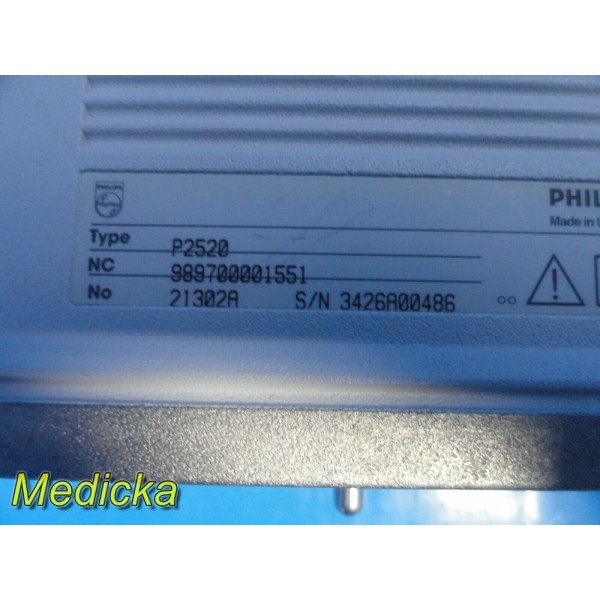 PHILIPS
PHIL
Made in U
Type P2520
NC 989700001551
No 21302A S/N 3426A00486
Medicka